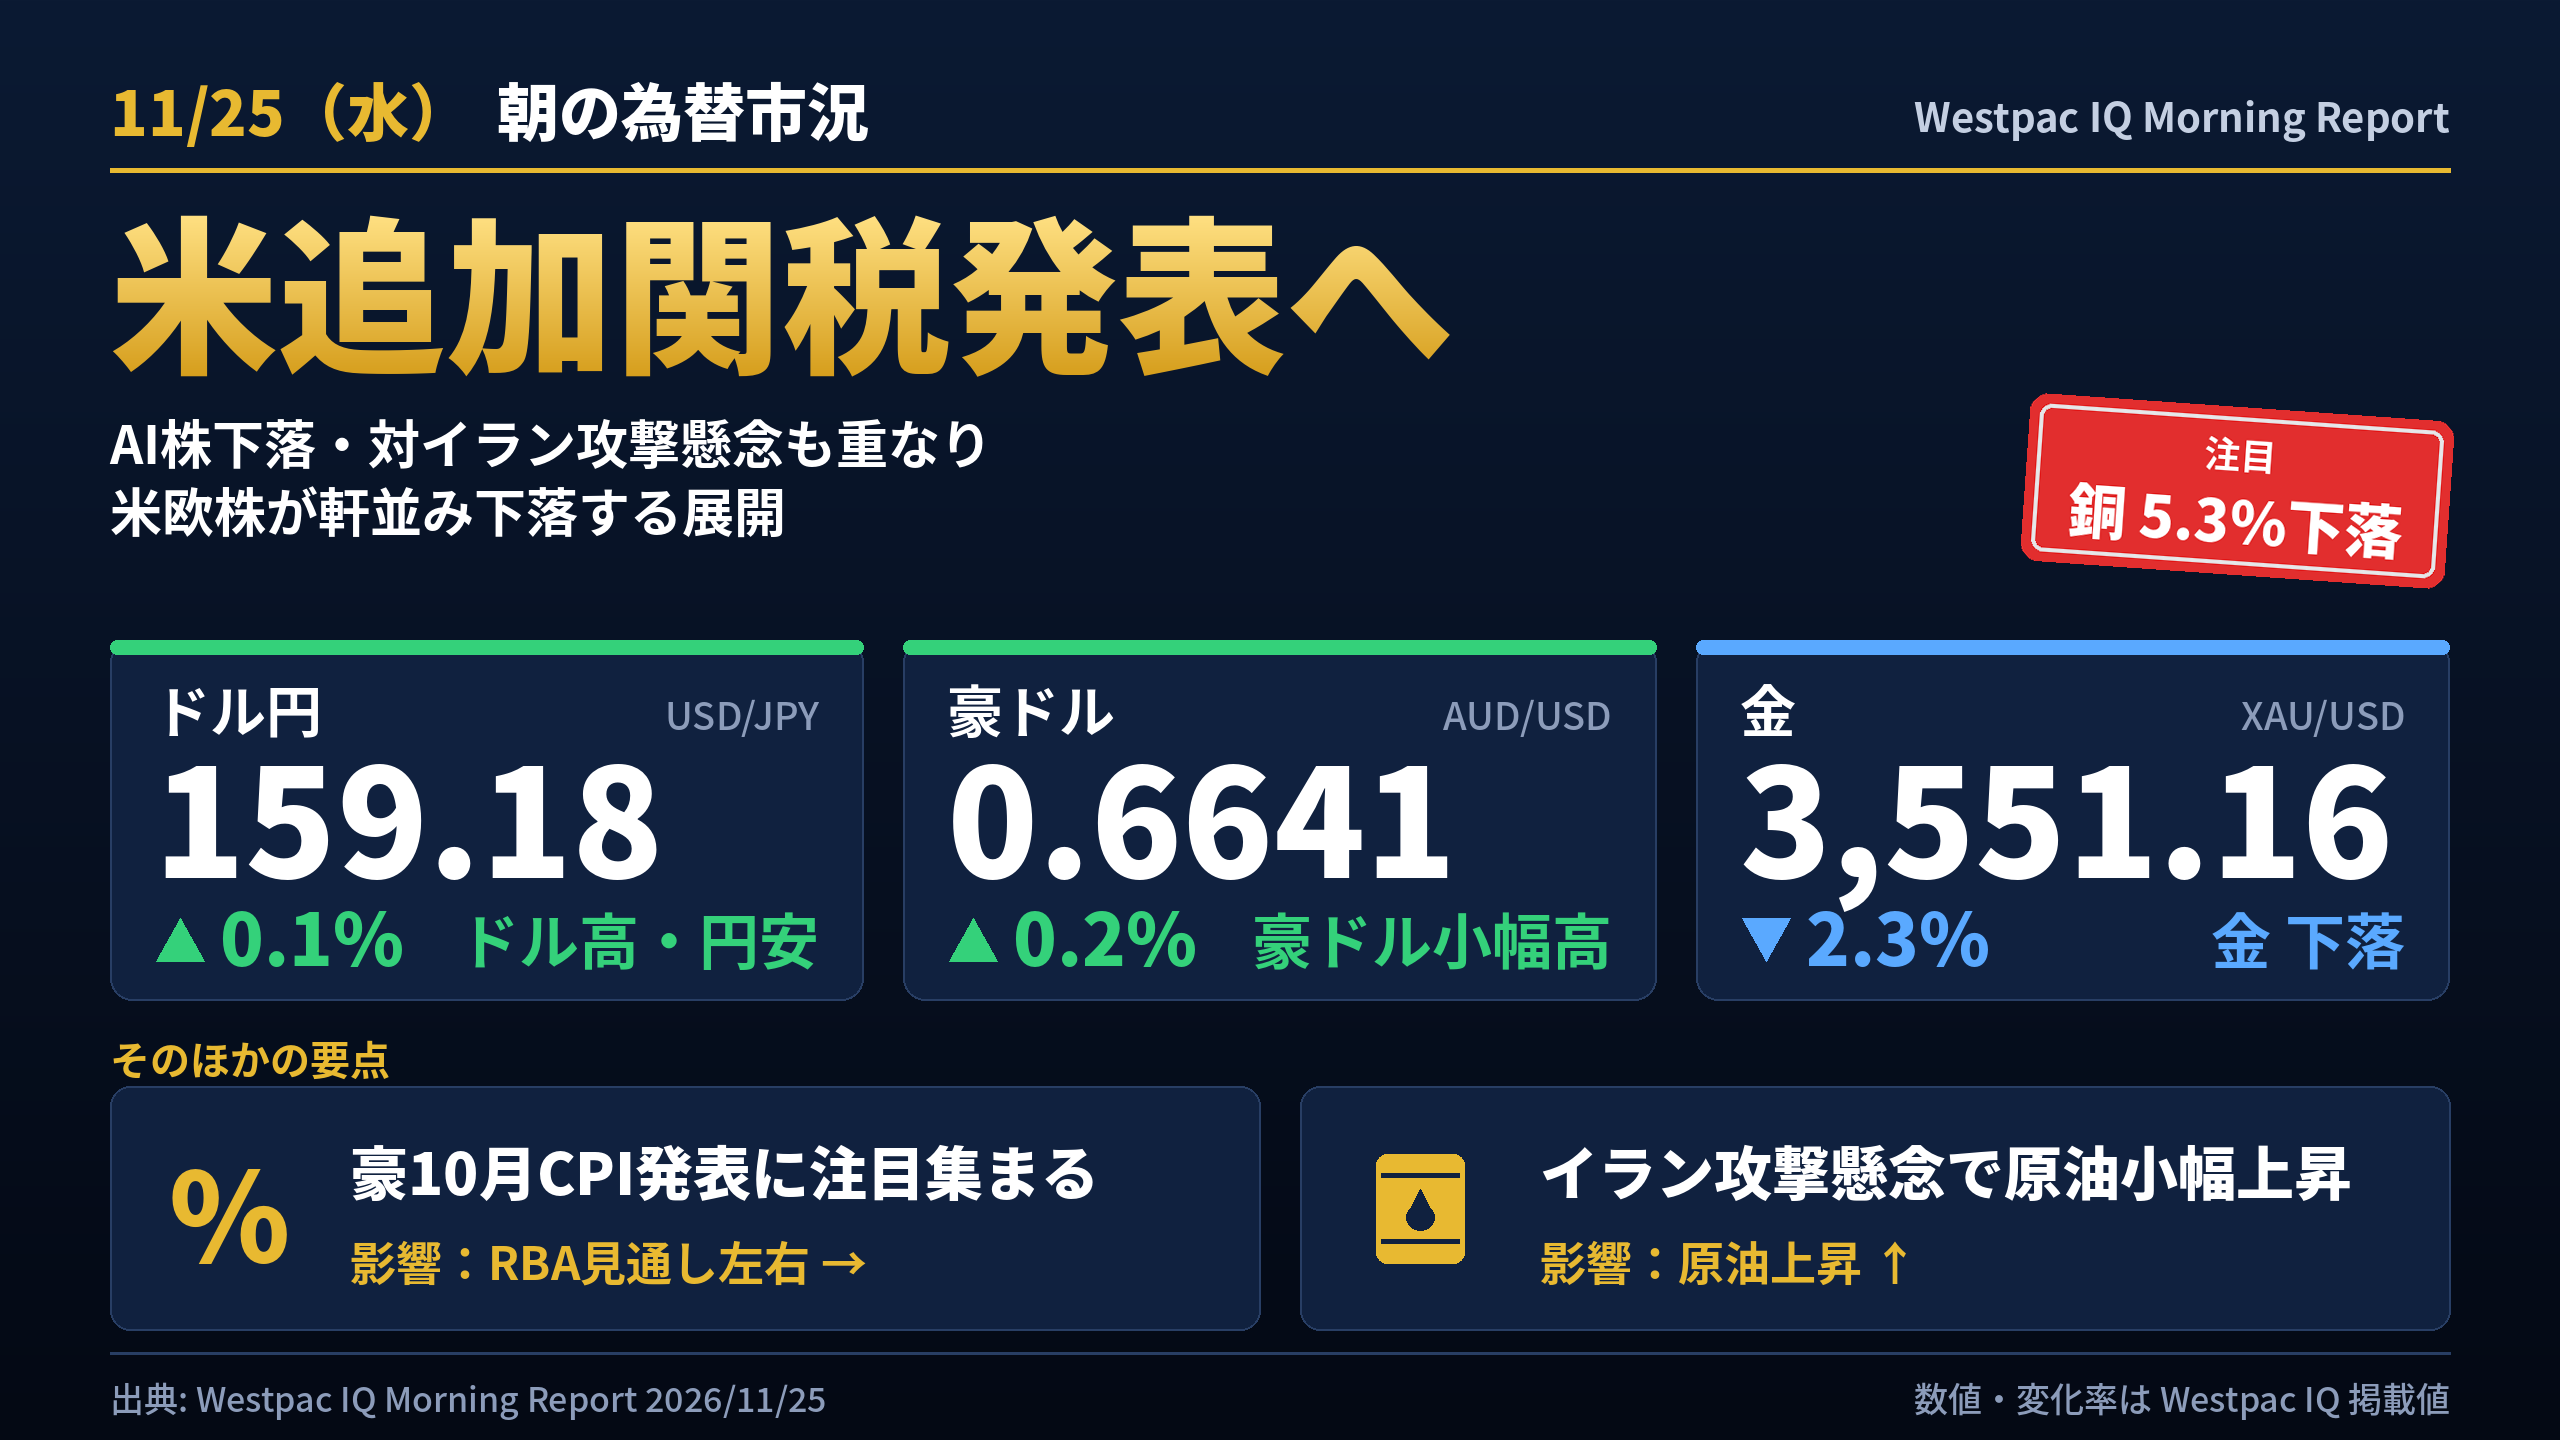 11/25（水） 朝の為替市況
Westpac IQ Morning Report
米追加関税発表へ
AI株下落・対イラン攻撃懸念も重なり
米欧株が軒並み下落する展開
注目
銅 5.3%下落
ドル円 USD/JPY
159.18
▲ 0.1% ドル高・円安
豪ドル AUD/USD
0.6641
▲ 0.2% 豪ドル小幅高
金 XAU/USD
3,551.16
▼ 2.3% 金 下落
そのほかの要点
%
豪10月CPI発表に注目集まる
影響：RBA見通し左右 →
イラン攻撃懸念で原油小幅上昇
影響：原油上昇 ↑
出典: Westpac IQ Morning Report 2026/11/25
数値・変化率は Westpac IQ 掲載値